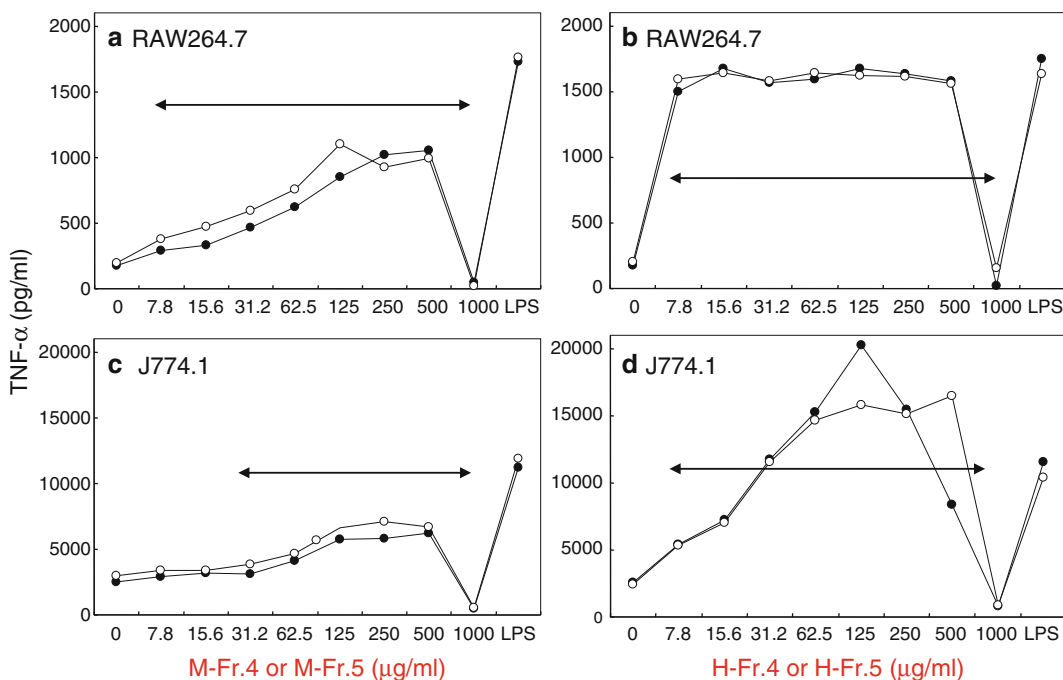 a RAW264.7
2000
1500
1000
500
0
0 7.8 15.6 31.2 62.5 125 250 500 1000 LPS
b RAW264.7
2000
1500
1000
500
0
0 7.8 15.6 31.2 62.5 125 250 500 1000 LPS
TNF-α (pg/ml)
c J774.1
20000
15000
10000
5000
0
0 7.8 15.6 31.2 62.5 125 250 500 1000 LPS
M-Fr.4 or M-Fr.5 (μg/ml)
d J774.1
20000
15000
10000
5000
0
0 7.8 15.6 31.2 62.5 125 250 500 1000 LPS
H-Fr.4 or H-Fr.5 (μg/ml)